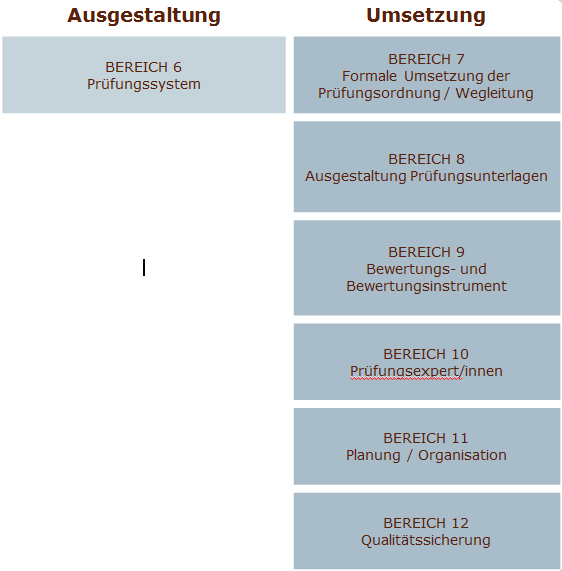 Ausgestaltung
Umsetzung
BEREICH 6
Prüfungssystem
BEREICH 7
Formale Umsetzung der
Prüfungsordnung / Wegleitung
BEREICH 8
Ausgestaltung Prüfungsunterlagen
BEREICH 9
Bewertungs- und
Bewertungsinstrument
BEREICH 10
Prüfungsexpert/innen
BEREICH 11
Planung / Organisation
BEREICH 12
Qualitätssicherung